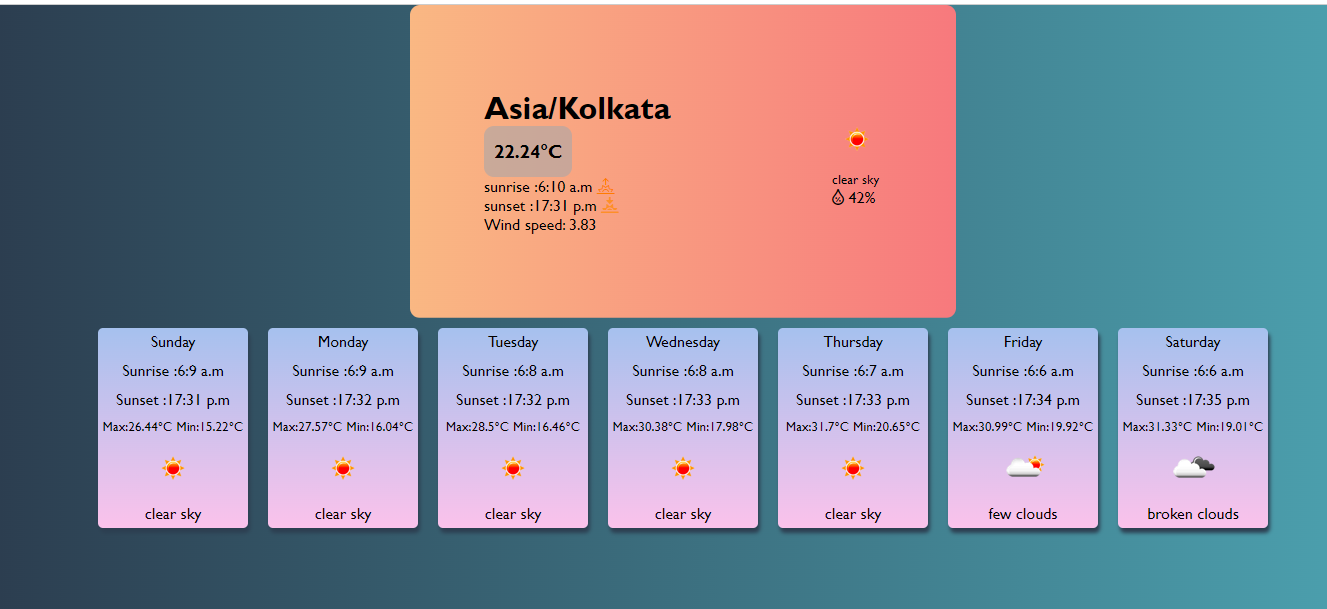 Asia/Kolkata
22.24°C
sunrise :6:10 a.m
sunset :17:31 p.m
Wind speed: 3.83
clear sky
42%
Sunday
Sunrise :6:9 a.m
Sunset :17:31 p.m
Max:26.44°C Min:15.22°C
clear sky
Monday
Sunrise :6:9 a.m
Sunset :17:32 p.m
Max:27.57°C Min:16.04°C
clear sky
Tuesday
Sunrise :6:8 a.m
Sunset :17:32 p.m
Max:28.5°C Min:16.46°C
clear sky
Wednesday
Sunrise :6:8 a.m
Sunset :17:33 p.m
Max:30.38°C Min:17.98°C
clear sky
Thursday
Sunrise :6:7 a.m
Sunset :17:33 p.m
Max:31.7°C Min:20.65°C
clear sky
Friday
Sunrise :6:6 a.m
Sunset :17:34 p.m
Max:30.99°C Min:19.92°C
few clouds
Saturday
Sunrise :6:6 a.m
Sunset :17:35 p.m
Max:31.33°C Min:19.01°C
broken clouds